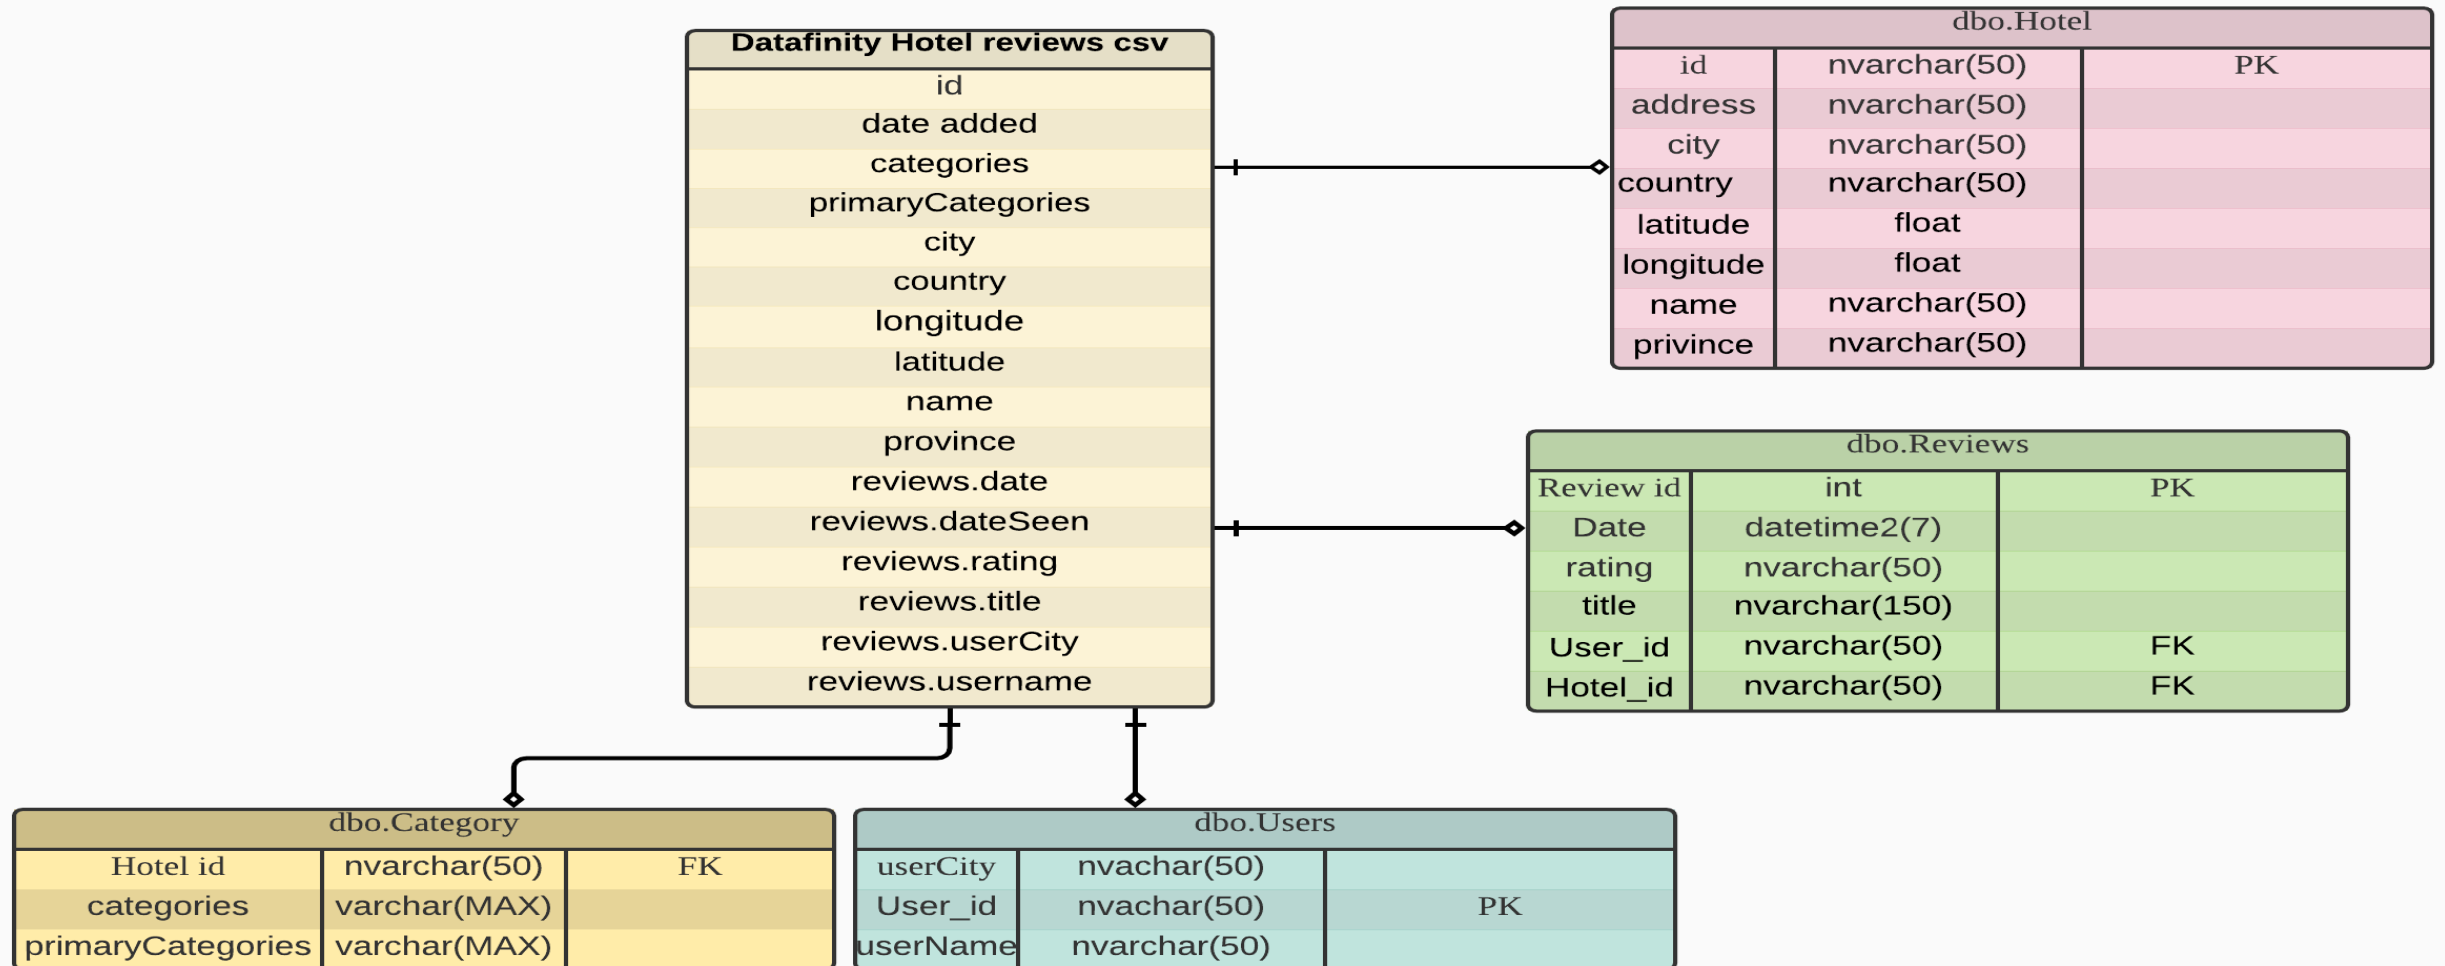 Datafinity Hotel reviews csv
id
date added
categories
primaryCategories
city
country
longitude
latitude
name
province
reviews.date
reviews.dateSeen
reviews.rating
reviews.title
reviews.userCity
reviews.username
dbo.Hotel
id nvarchar(50) PK
address nvarchar(50)
city nvarchar(50)
country nvarchar(50)
latitude float
longitude float
name nvarchar(50)
privince nvarchar(50)
dbo.Reviews
Review id int PK
Date datetime2(7)
rating nvarchar(50)
title nvarchar(150)
User_id nvarchar(50) FK
Hotel_id nvarchar(50) FK
dbo.Category
Hotel id nvarchar(50) FK
categories varchar(MAX)
primaryCategories varchar(MAX)
dbo.Users
userCity nvachar(50)
User_id nvachar(50) PK
userName nvarchar(50)